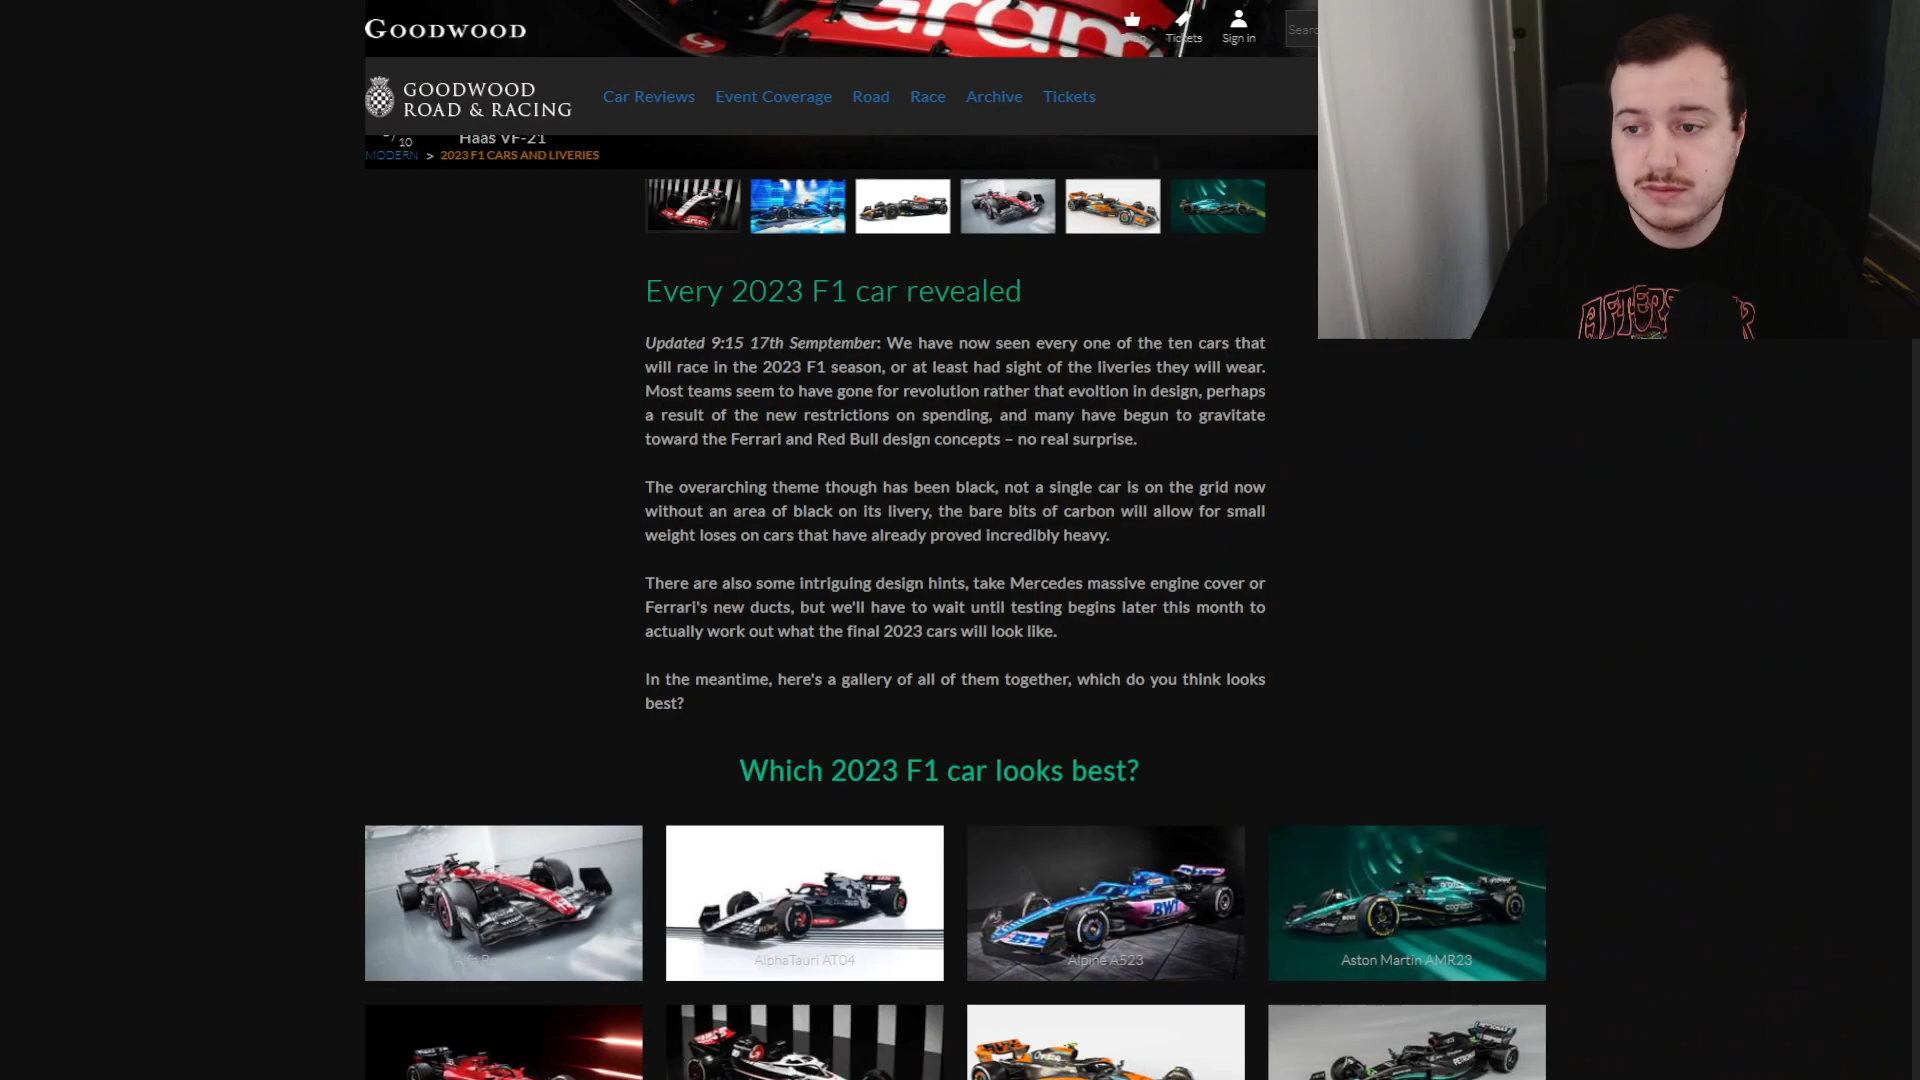 GOODWOOD
Tickets
Sign in
GOODWOOD
ROAD & RACING
Car Reviews
Event Coverage
Road
Race
Archive
Tickets
10
Haas VF-21
MODERN > 2023 F1 CARS AND LIVERIES
Every 2023 F1 car revealed
Updated 9:15 17th Semptember: We have now seen every one of the ten cars that
will race in the 2023 F1 season, or at least had sight of the liveries they will wear.
Most teams seem to have gone for revolution rather that evoltion in design, perhaps
a result of the new restrictions on spending, and many have begun to gravitate
toward the Ferrari and Red Bull design concepts – no real surprise.
The overarching theme though has been black, not a single car is on the grid now
without an area of black on its livery, the bare bits of carbon will allow for small
weight loses on cars that have already proved incredibly heavy.
There are also some intriguing design hints, take Mercedes massive engine cover or
Ferrari's new ducts, but we'll have to wait until testing begins later this month to
actually work out what the final 2023 cars will look like.
In the meantime, here's a gallery of all of them together, which do you think looks
best?
Which 2023 F1 car looks best?
BWT
AlphaTauri AT04
Alpine A523
Aston Martin AMR23